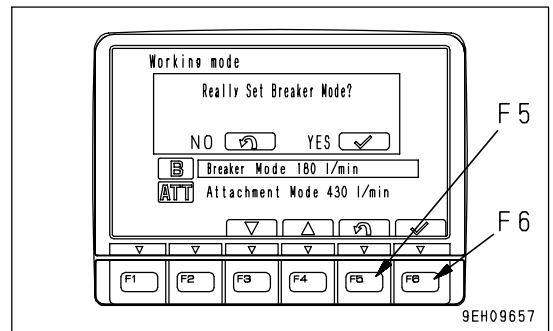 Working mode
Really Set Breaker Mode?
NO YES
B Breaker Mode 180 l/min
ATT Attachment Mode 430 l/min
F5
F6
F1 F2 F3 F4 F5 F6
9EH09657